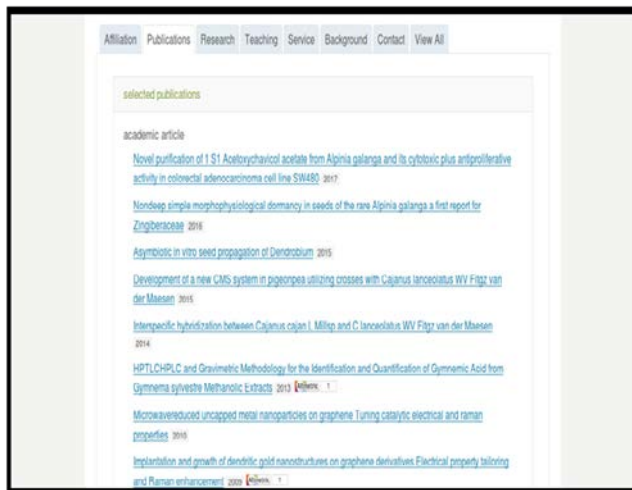 Affiliation Publications Research Teaching Service Background Contact View All
selected publications
academic article
Novel purification of 1 S1 Acetoxychavicol acetate from Alpinia galanga and its cytotoxic plus antiproliferative
activity in colorectal adenocarcinoma cell line SW480 2017
Nondeep simple morphophysiological dormancy in seeds of the rare Alpinia galanga a first report for
Zingiberaceae 2016
Asymbiotic in vitro seed propagation of Dendrobium 2015
Development of a new CMS system in pigeonpea utilizing crosses with Cajanus lanceolatus WV Fitgz van
der Maesen 2015
Interspecific hybridization between Cajanus cajan L Millsp and C lanceolatus WV Fitgz van der Maesen
2014
HPTLCHPLC and Gravimetric Methodology for the Identification and Quantification of Gymnemic Acid from
Gymnema sylvestre Methanolic Extracts 2013
Microwavereduced uncapped metal nanoparticles on graphene Tuning catalytic electrical and raman
properties 2010
Implantation and growth of dendritic gold nanostructures on graphene derivatives Electrical property tailoring
and Raman enhancement 2009